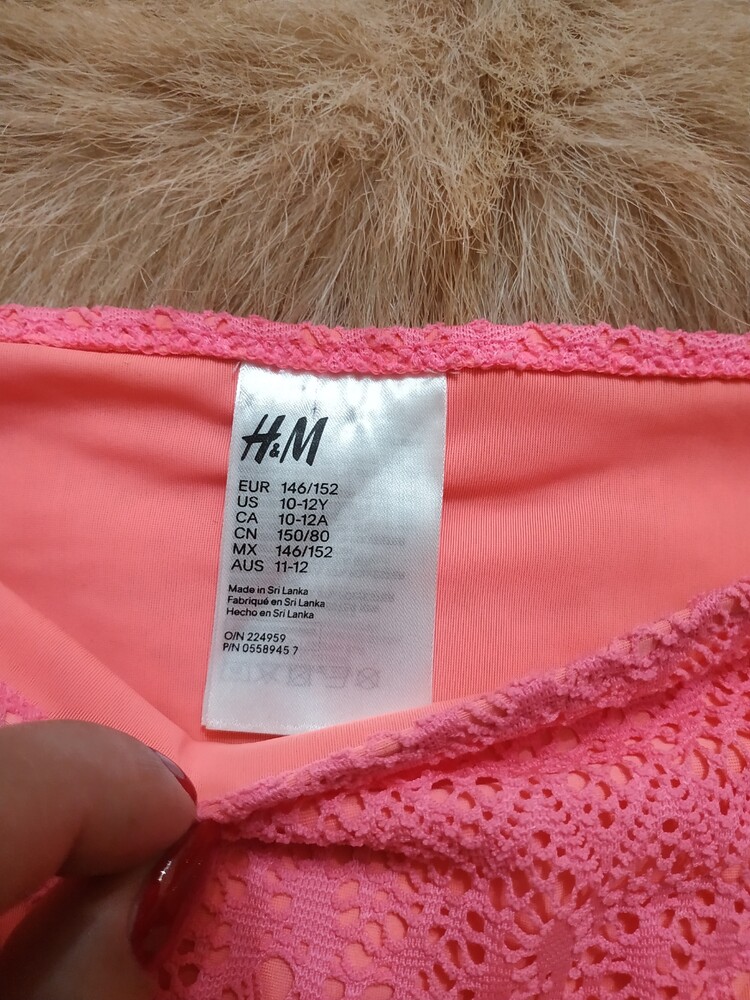 H&M
EUR 146/152
US 10-12Y
CA 10-12A
CN 150/80
MX 146/152
AUS 11-12
Made in Sri Lanka
Fabriqué en Sri Lanka
Hecho en Sri Lanka
O/N 224959
P/N 0558945 7